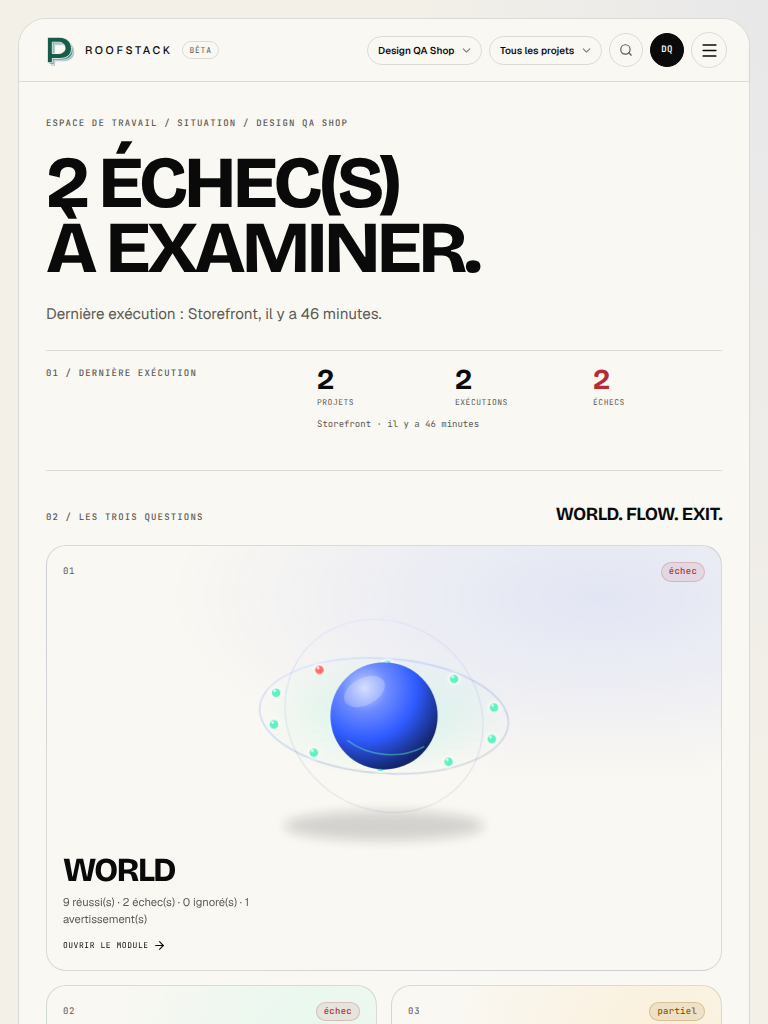 ROOFSTACK
BÊTA
Design QA Shop
Tous les projets
DQ
ESPACE DE TRAVAIL / SITUATION / DESIGN QA SHOP
2 ÉCHEC(S)
À EXAMINER.
Dernière exécution : Storefront, il y a 46 minutes.
01 / DERNIÈRE EXÉCUTION
2
2
2
PROJETS
EXÉCUTIONS
ÉCHECS
Storefront · il y a 46 minutes
02 / LES TROIS QUESTIONS
WORLD. FLOW. EXIT.
01
échec
WORLD
9 réussi(s) · 2 échec(s) · 0 ignoré(s) · 1
avertissement(s)
OUVRIR LE MODULE
02
échec
03
partiel